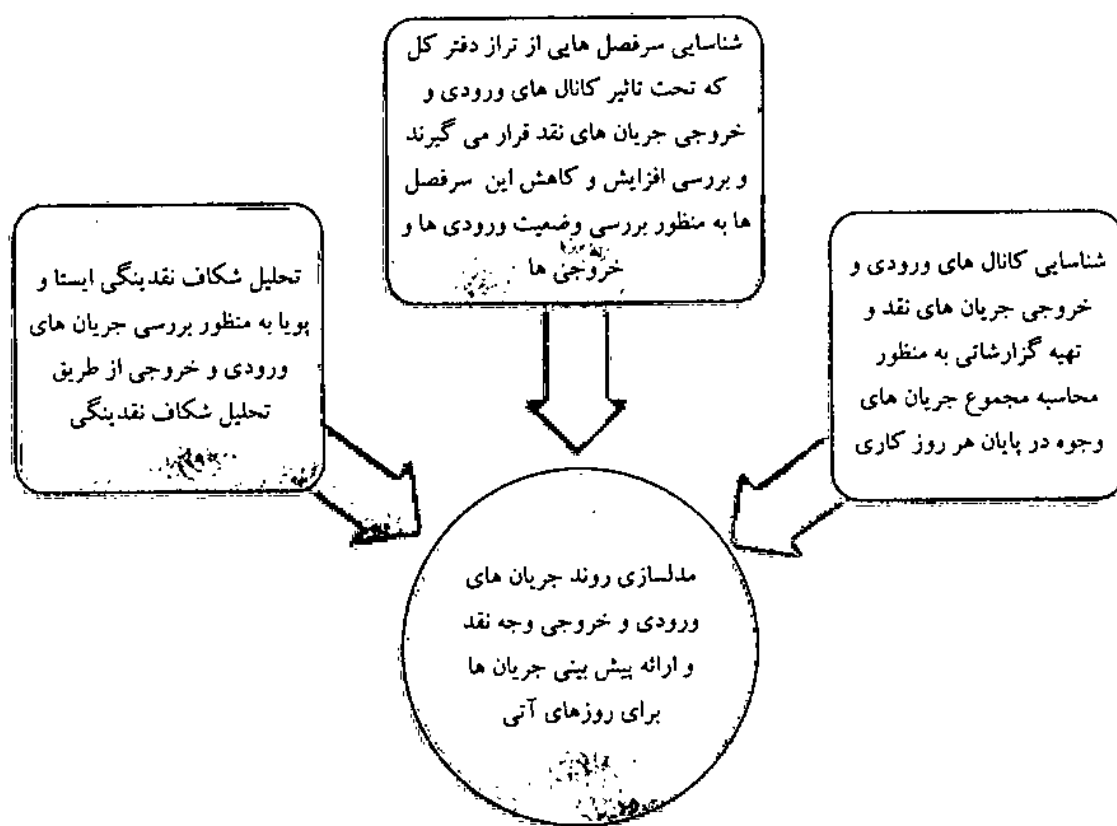 شناسایی سرفصل هایی از تراز دفتر کل
که تحت تاثیر کانال های ورودی و
خروجی جریان های نقد قرار می گیرند
و بررسی افزایش و کاهش این سرفصل
ها به منظور بررسی وضعیت ورودی ها و
خروجی ها
شناسایی کانال های ورودی و
خروجی جریان های نقد و
تهیه گزارشاتی به منظور
محاسبه مجموع جریان های
وجوه در پایان هر روز کاری
تحلیل شکاف نقدینگی ایستا و
پویا به منظور بررسی جریان های
ورودی و خروجی از طریق
تحلیل شکاف نقدینگی
مدلسازی روند جریان های
ورودی و خروجی وجه نقد
و ارائه پیش بینی جریان ها
برای روزهای آتی